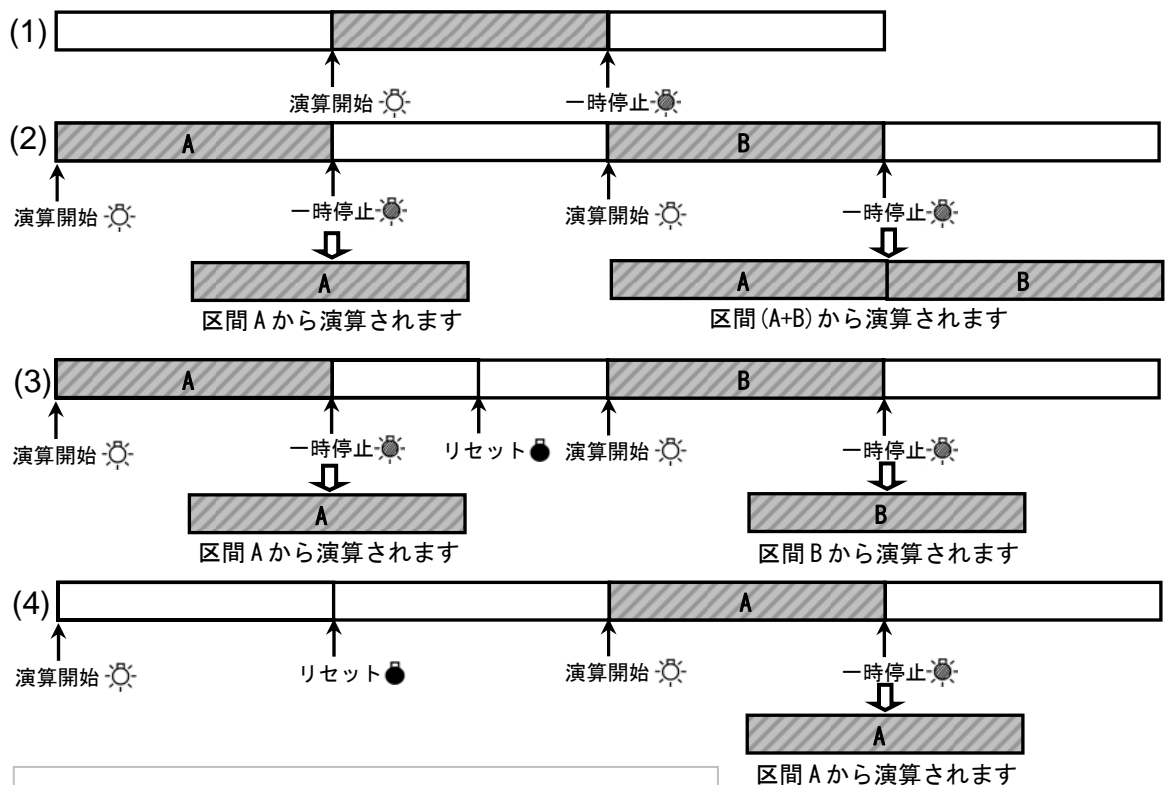 (1)
演算開始 一時停止
(2) A B
演算開始 一時停止 演算開始 一時停止
A A B
区間 A から演算されます 区間(A+B)から演算されます
(3) A B
演算開始 一時停止 リセット 演算開始 一時停止
A B
区間 A から演算されます 区間 B から演算されます
(4) A
演算開始 リセット 演算開始 一時停止
A
区間 A から演算されます